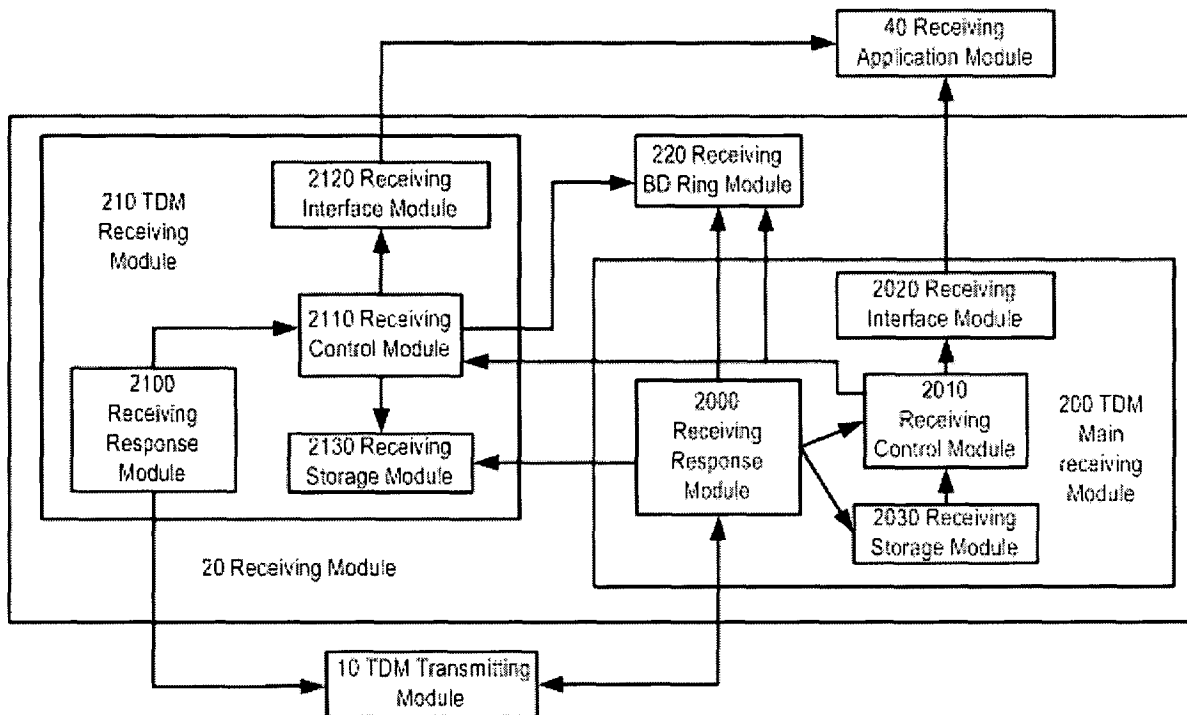 40 Receiving
Application Module
220 Receiving
BD Ring Module
2120 Receiving
Interface Module
210 TDM
Receiving
Module
2020 Receiving
Interface Module
2110 Receiving
Control Module
2100
Receiving
Response
Module
2000
Receiving
Response
Module
2010
Receiving
Control Module
200 TDM
Main
receiving
Module
2130 Receiving
Storage Module
2030 Receiving
Storage Module
20 Receiving Module
10 TDM Transmitting
Module